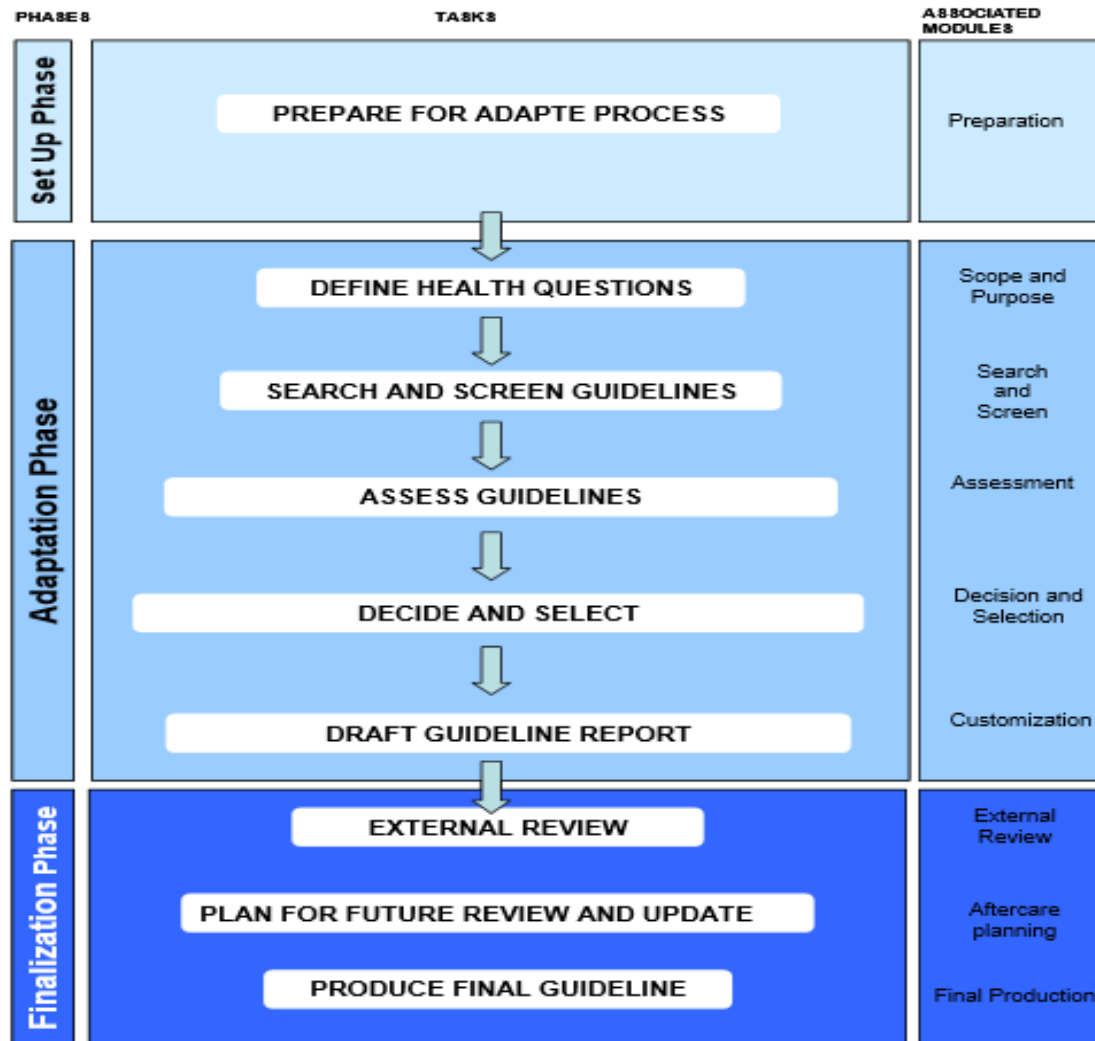 PHASES
TASKS
ASSOCIATED
MODULES
Set Up Phase
PREPARE FOR ADAPTE PROCESS
Preparation
Adaptation Phase
DEFINE HEALTH QUESTIONS
Scope and
Purpose
SEARCH AND SCREEN GUIDELINES
Search
and
Screen
ASSESS GUIDELINES
Assessment
DECIDE AND SELECT
Decision and
Selection
DRAFT GUIDELINE REPORT
Customization
Finalization Phase
EXTERNAL REVIEW
External
Review
PLAN FOR FUTURE REVIEW AND UPDATE
Aftercare
planning
PRODUCE FINAL GUIDELINE
Final Production